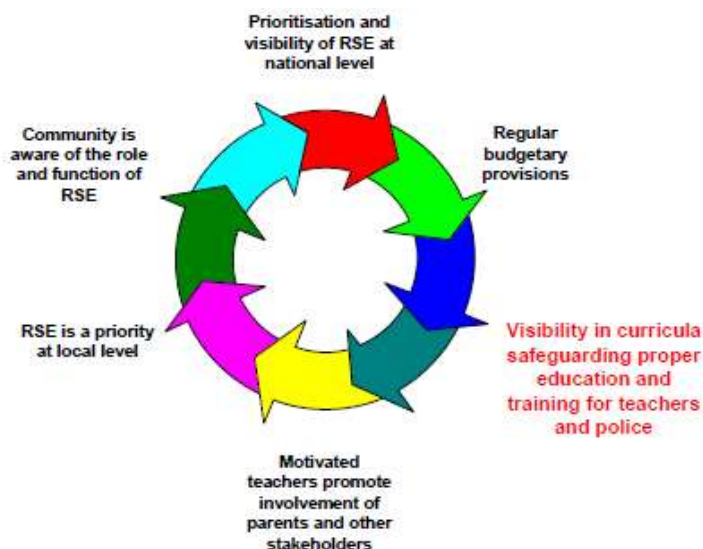 Prioritisation and
visibility of RSE at
national level
Regular
budgetary
provisions
Visibility in curricula
safeguarding proper
education and
training for teachers
and police
Motivated
teachers promote
involvement of
parents and other
stakeholders
RSE is a priority
at local level
Community is
aware of the role
and function of
RSE